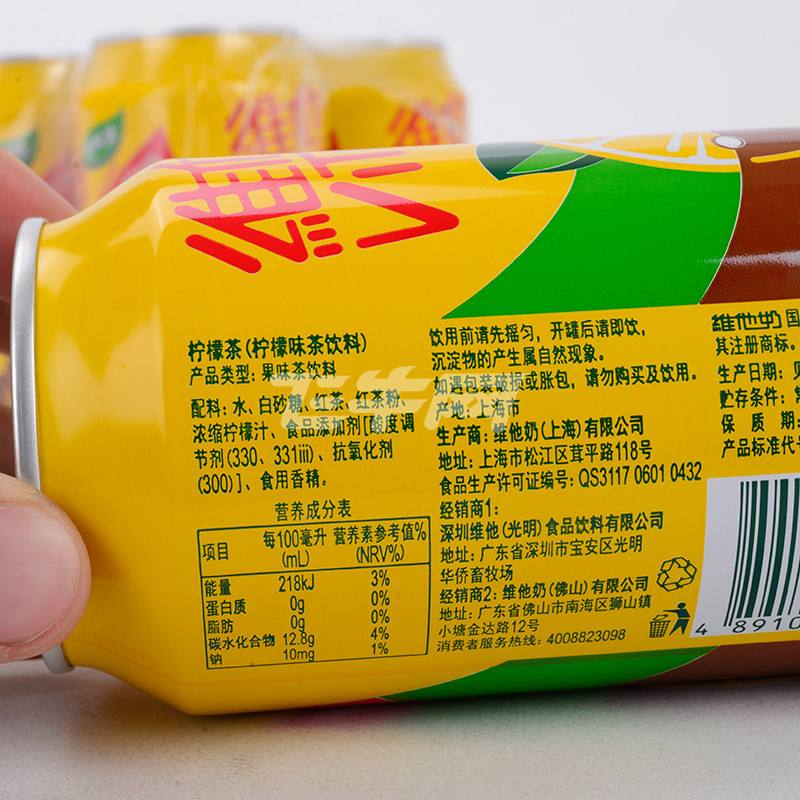 維
維
维他
柠檬茶(柠檬味茶饮料)
产品类型: 果味茶饮料
配料: 水、白砂糖、红茶、红茶粉、
浓缩柠檬汁、食品添加剂[酸度调
节剂(330、331iii)、抗氧化剂
(300)]、食用香精。
营养成分表
项目 每100毫升(mL) 营养素参考值%(NRV%)
能量 218kJ 3%
蛋白质 0g 0%
脂肪 0g 0%
碳水化合物 12.8g 4%
钠 10mg 1%
饮用前请先摇匀, 开罐后请即饮,
沉淀物的产生属自然现象。
如遇包装破损或胀包, 请勿购买及饮用。
产地: 上海市
生产商: 维他奶(上海)有限公司
地址: 上海市松江区茸平路118号
食品生产许可证编号: QS3117 0601 0432
经销商1:
深圳维他(光明)食品饮料有限公司
地址: 广东省深圳市宝安区光明
华侨畜牧场
经销商2: 维他奶(佛山)有限公司
地址: 广东省佛山市南海区狮山镇
小塘金达路12号
消费者服务热线: 4008823098
維他奶国
其注册商标。
生产日期: 见
贮存条件: 常
保 质 期:
产品标准代号
4 8910